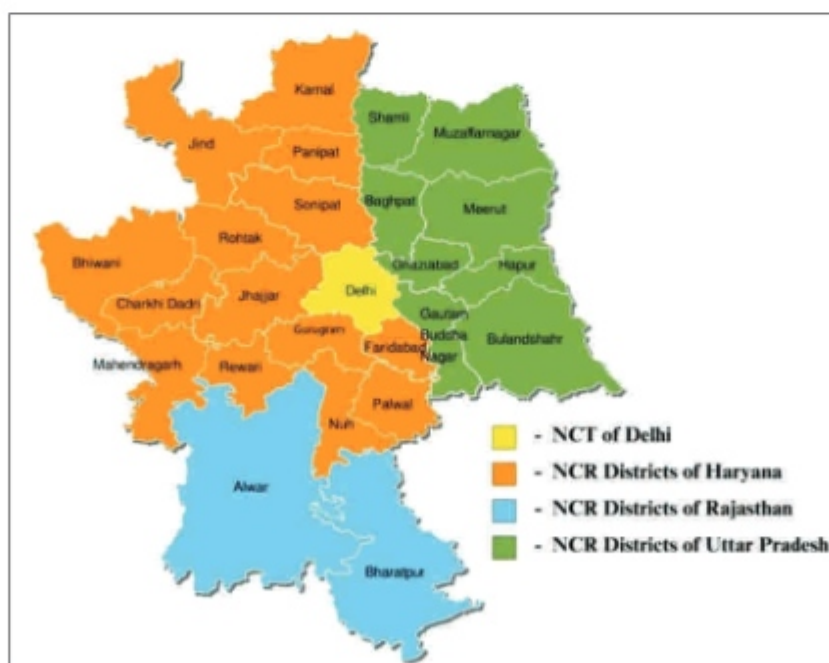 Karnal
Shamli
Muzaffarnagar
Jind
Panipat
Baghpat
Meerut
Sonipat
Rohtak
Ghaziabad
Hapur
Bhiwani
Delhi
Jhajjar
Charkhi Dadri
Gautam
Budsha
Nagar
Bulandshahr
Gurugram
Faridabad
Mahendragarh
Rewari
Palwal
Nuh
Alwar
Bharatpur
- NCT of Delhi
- NCR Districts of Haryana
- NCR Districts of Rajasthan
- NCR Districts of Uttar Pradesh